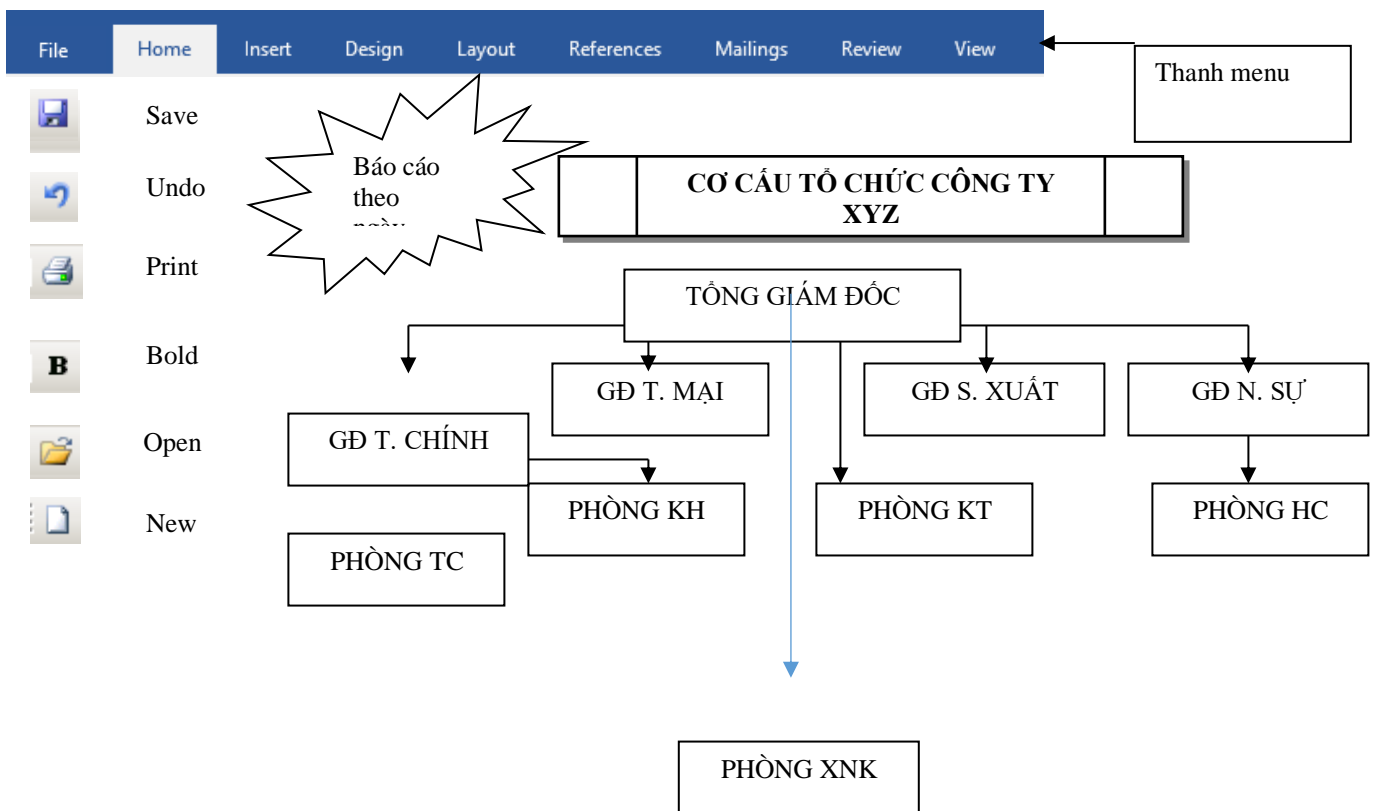 File Home Insert Design Layout References Mailings Review View
Thanh menu
Save
Undo
Print
B
Bold
Open
New
Báo cáo
theo
CƠ CẤU TỔ CHỨC CÔNG TY
XYZ
TỔNG GIÁM ĐỐC
GĐ T. MẠI
GĐ S. XUẤT
GĐ N. SỰ
GĐ T. CHÍNH
PHÒNG KH
PHÒNG KT
PHÒNG HC
PHÒNG TC
PHÒNG XNK